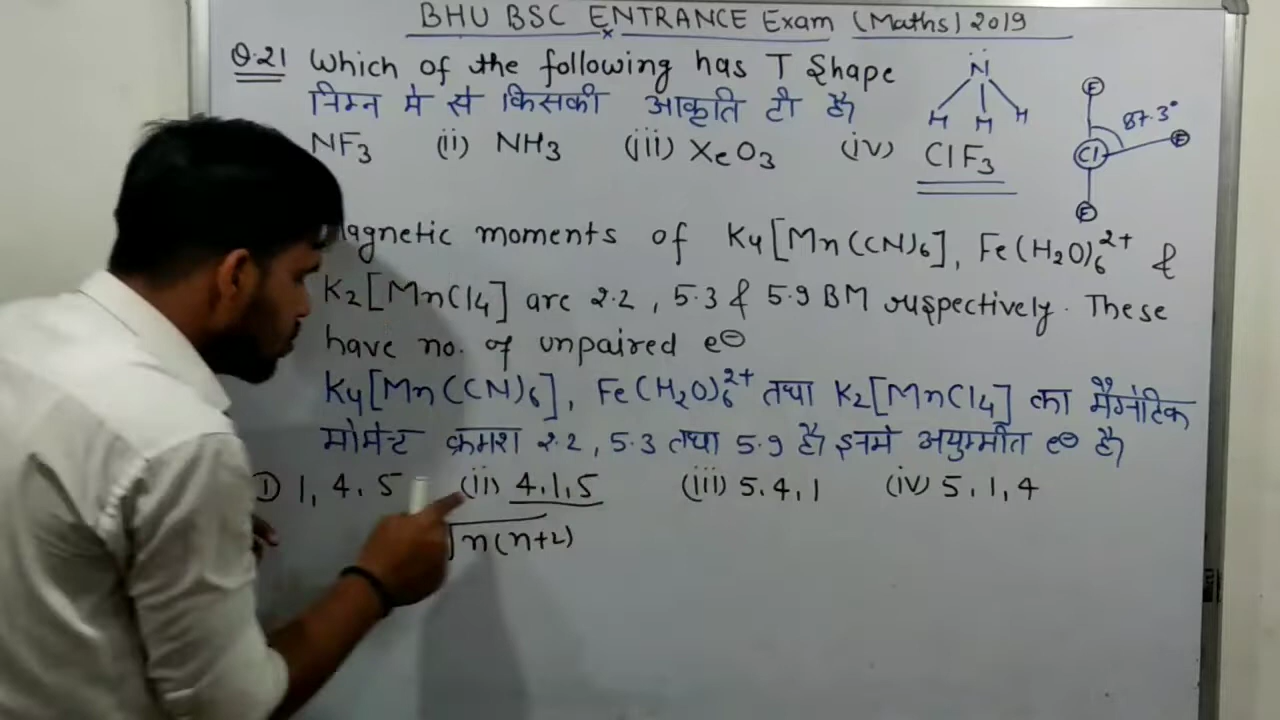 BHU BSC ENTRANCE Exam (Maths) 2019
Q.21 Which of the following has T Shape
निम्न मे से किसकी आकृति टी है।
NF3 (ii) NH3 (iii) XeO3 (iv) ClF3
N
H H H
F
87.3°
Cl F
F
Magnetic moments of K4[Mn(CN)6], Fe(H2O)6 2+ &
K2[MnCl4] are 2.2, 5.3 & 5.9 BM respectively. These
have no. of unpaired e⊖
K4[Mn(CN)6], Fe(H2O)6 2+ तथा K2[MnCl4] का मैग्नेटिक
मोमेन्ट क्रमश 2.2, 5.3 तथा 5.9 है। इनमे अयुग्मीत e⊖ है।
(i) 1, 4, 5 (ii) 4,1,5 (iii) 5,4,1 (iv) 5,1,4
√n(n+2)